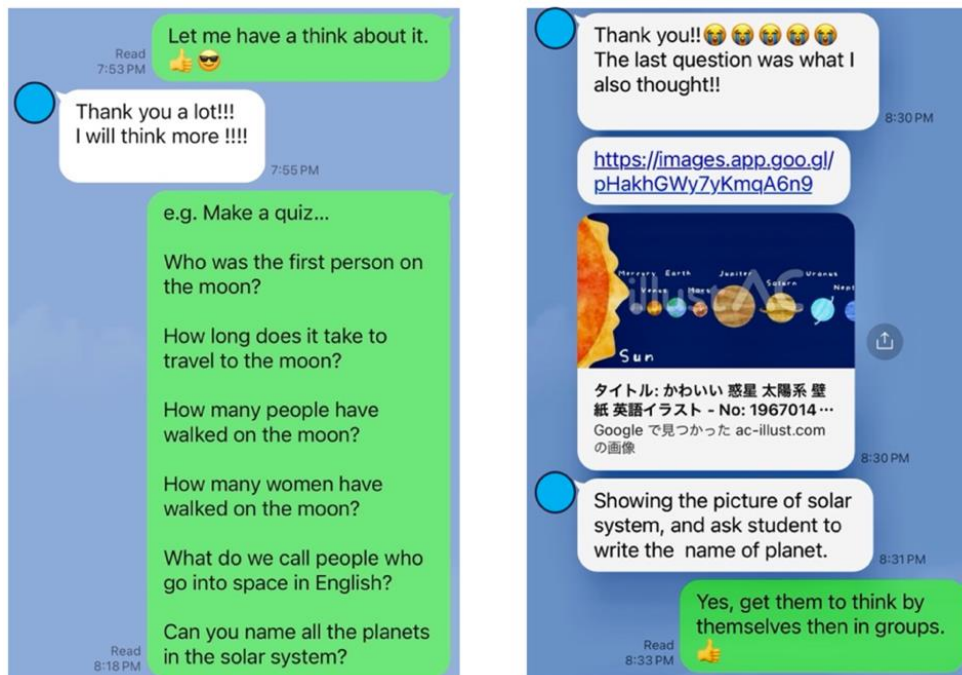 Let me have a think about it.
👍😎
Read
7:53 PM
Thank you a lot!!!
I will think more !!!!
7:55 PM
e.g. Make a quiz...
Who was the first person on
the moon?
How long does it take to
travel to the moon?
How many people have
walked on the moon?
How many women have
walked on the moon?
What do we call people who
go into space in English?
Can you name all the planets
in the solar system?
Read
8:18 PM
Thank you!!😭😭😭😭😭
The last question was what I
also thought!!
8:30 PM
https://images.app.goo.gl/
pHakhGWy7yKmqA6n9
Mercury Earth Jupiter Uranus
Venus Mars Saturn Nept
illustAC
Sun
タイトル: かわいい 惑星 太陽系 壁
紙 英語イラスト - No: 1967014…
Google で見つかった ac-illust.com
の画像
8:30 PM
Showing the picture of solar
system, and ask student to
write the name of planet.
8:31 PM
Yes, get them to think by
themselves then in groups.
👍
Read
8:33 PM